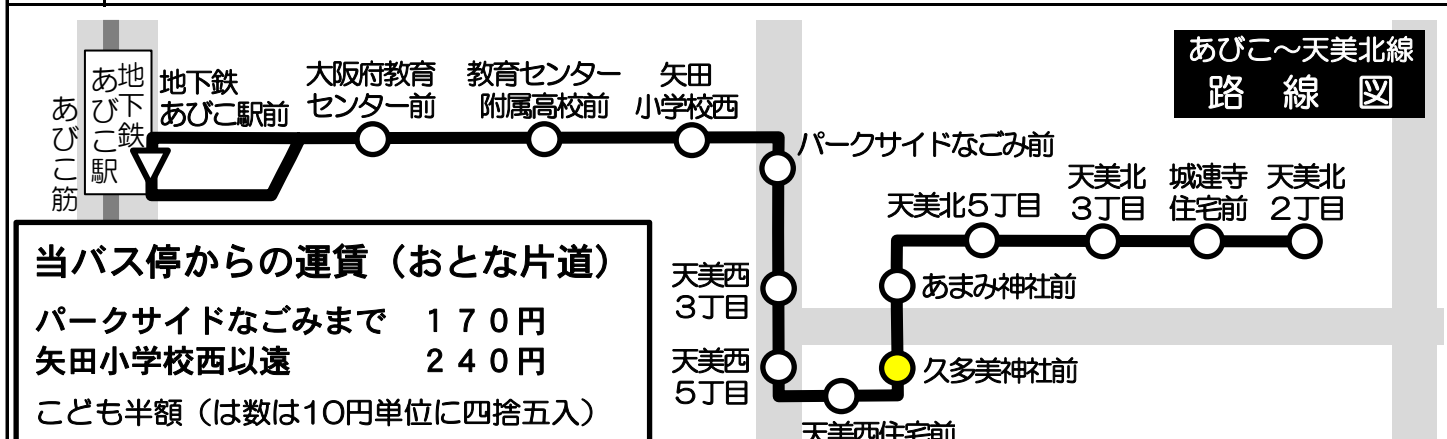 あびこ～天美北線
路線図
あびこ筋
地下鉄
あびこ駅
地下鉄
あびこ駅前
大阪府教育
センター前
教育センター
附属高校前
矢田
小学校西
パークサイドなごみ前
天美西
3丁目
天美西
5丁目
天美西住宅前
久多美神社前
あまみ神社前
天美北5丁目
天美北
3丁目
城連寺
住宅前
天美北
2丁目
当バス停からの運賃（おとな片道）
パークサイドなごみまで　１７０円
矢田小学校西以遠　２４０円
こども半額（は数は10円単位に四捨五入）